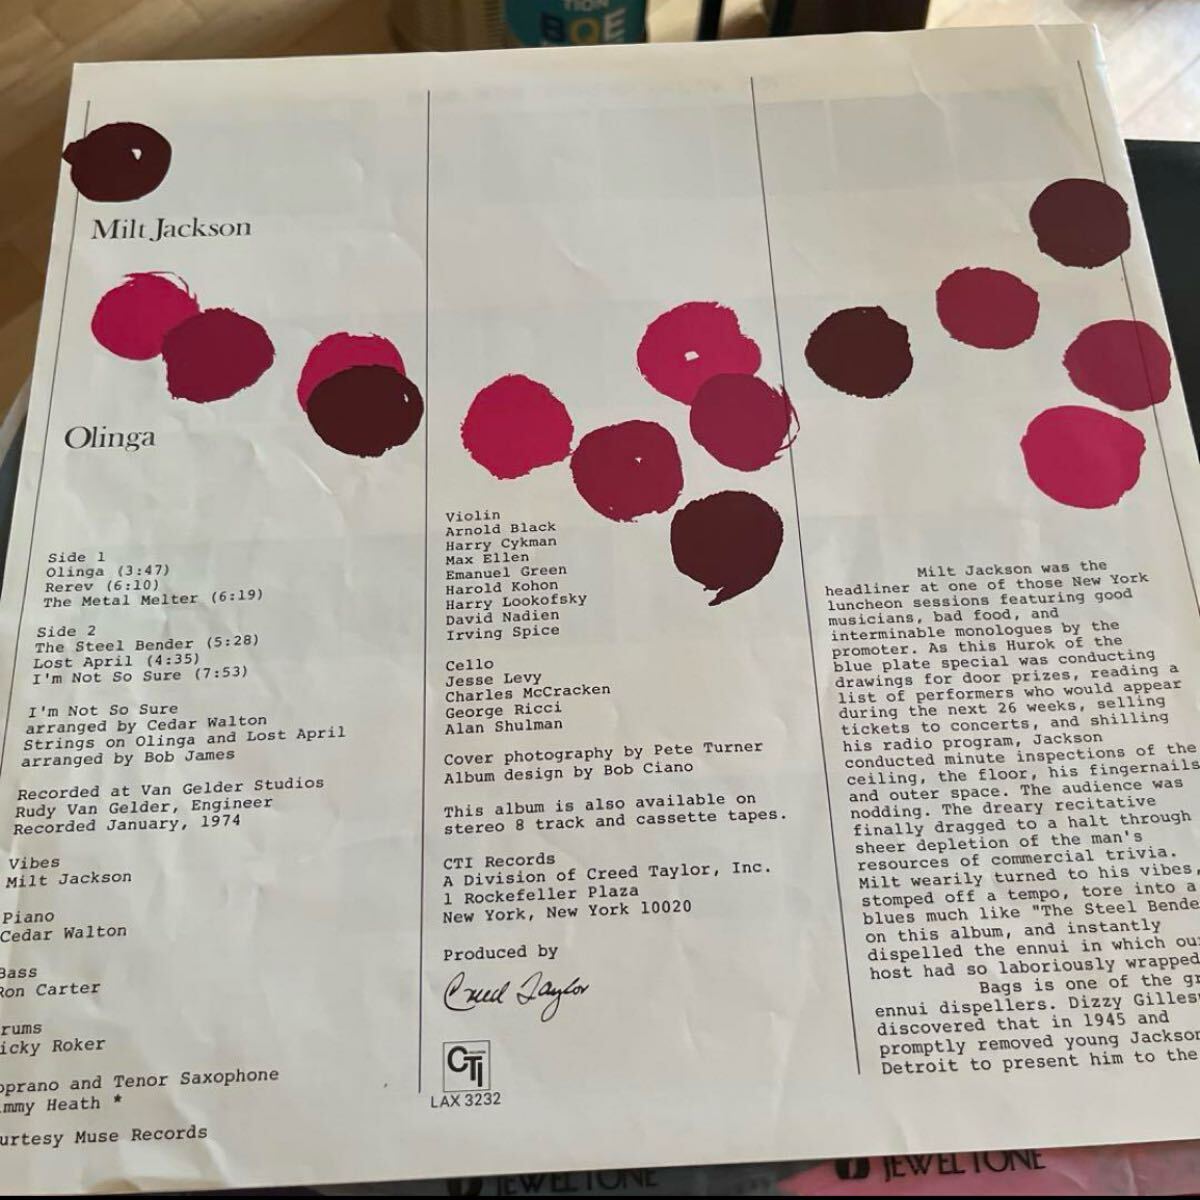 Milt Jackson
Olinga
Side 1
Olinga (3:47)
Rerev (6:10)
The Metal Melter (6:19)
Side 2
The Steel Bender (5:28)
Lost April (4:35)
I'm Not So Sure (7:53)
I'm Not So Sure
arranged by Cedar Walton
Strings on Olinga and Lost April
arranged by Bob James
Recorded at Van Gelder Studios
Rudy Van Gelder, Engineer
Recorded January, 1974
Vibes
Milt Jackson
Piano
Cedar Walton
Bass
Ron Carter
rums
icky Roker
oprano and Tenor Saxophone
mmy Heath *
urtesy Muse Records
Violin
Arnold Black
Harry Cykman
Max Ellen
Emanuel Green
Harold Kohon
Harry Lookofsky
David Nadien
Irving Spice
Cello
Jesse Levy
Charles McCracken
George Ricci
Alan Shulman
Cover photography by Pete Turner
Album design by Bob Ciano
This album is also available on
stereo 8 track and cassette tapes.
CTI Records
A Division of Creed Taylor, Inc.
1 Rockefeller Plaza
New York, New York 10020
Produced by
Creed Taylor
CTI
LAX 3232
Milt Jackson was the
headliner at one of those New York
luncheon sessions featuring good
musicians, bad food, and
interminable monologues by the
promoter. As this Hurok of the
blue plate special was conducting
drawings for door prizes, reading a
list of performers who would appear
during the next 26 weeks, selling
tickets to concerts, and shilling
his radio program, Jackson
conducted minute inspections of the
ceiling, the floor, his fingernails
and outer space. The audience was
nodding. The dreary recitative
finally dragged to a halt through
sheer depletion of the man's
resources of commercial trivia.
Milt wearily turned to his vibes,
stomped off a tempo, tore into a
blues much like "The Steel Bende
on this album, and instantly
dispelled the ennui in which ou
host had so laboriously wrapped
Bags is one of the gr
ennui dispellers. Dizzy Gilles
discovered that in 1945 and
promptly removed young Jackson
Detroit to present him to the
TION
BOE
JEWELTONE
JEWELTONE